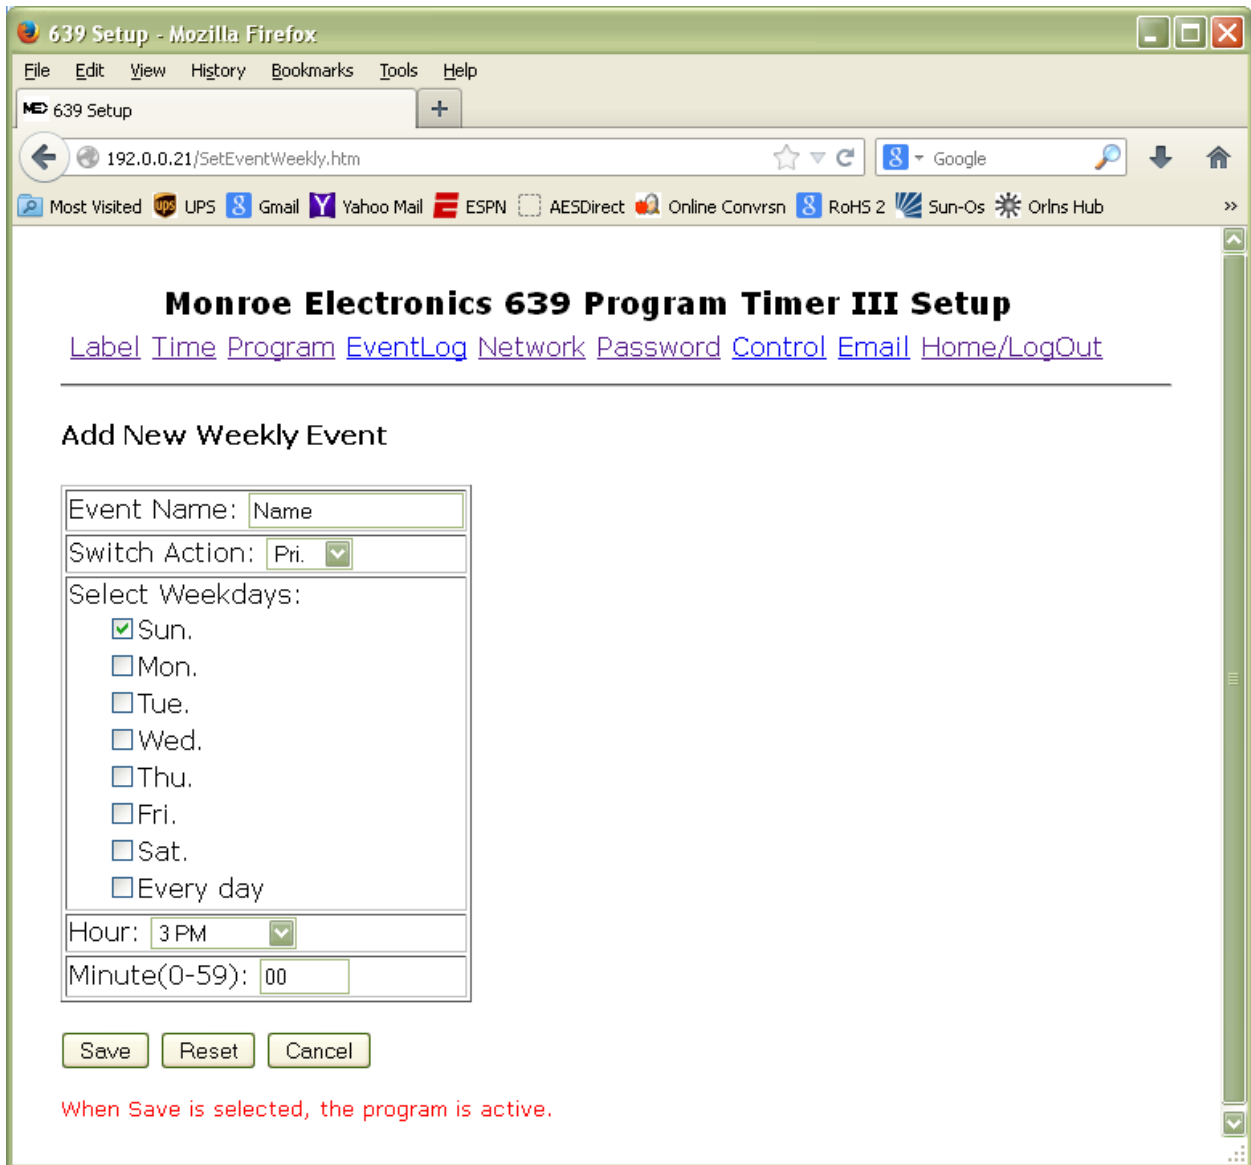 639 Setup - Mozilla Firefox
File Edit View History Bookmarks Tools Help
639 Setup +
192.0.0.21/SetEventWeekly.htm 8 Google
Most Visited ups UPS 8 Gmail Y Yahoo Mail E ESPN AESDirect Online Convrsn 8 RoHS 2 Sun-Os Orlns Hub »
Monroe Electronics 639 Program Timer III Setup
Label Time Program EventLog Network Password Control Email Home/LogOut
Add New Weekly Event
Event Name: Name
Switch Action: Pri.
Select Weekdays:
Sun.
Mon.
Tue.
Wed.
Thu.
Fri.
Sat.
Every day
Hour: 3 PM
Minute(0-59): 00
Save Reset Cancel
When Save is selected, the program is active.